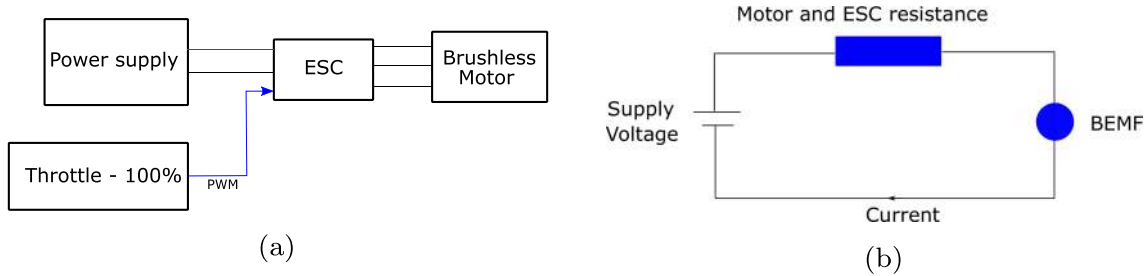 Power supply
ESC
Brushless
Motor
Throttle - 100%
PWM
(a)
Motor and ESC resistance
Supply
Voltage
BEMF
Current
(b)